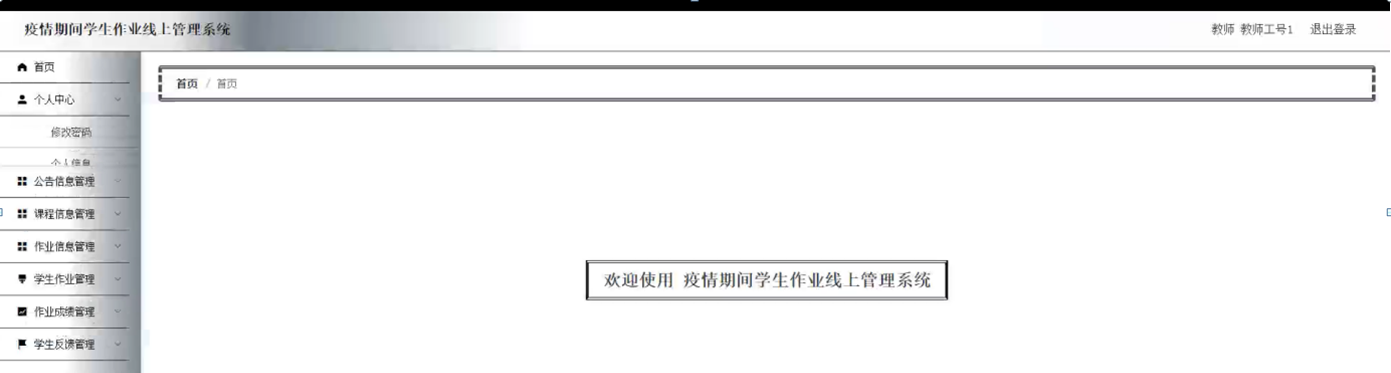 疫情期间学生作业线上管理系统
教师 教师工号1 退出登录
首页
个人中心
修改密码
个人信息
公告信息管理
课程信息管理
作业信息管理
学生作业管理
作业成绩管理
学生反馈管理
首页 / 首页
欢迎使用 疫情期间学生作业线上管理系统